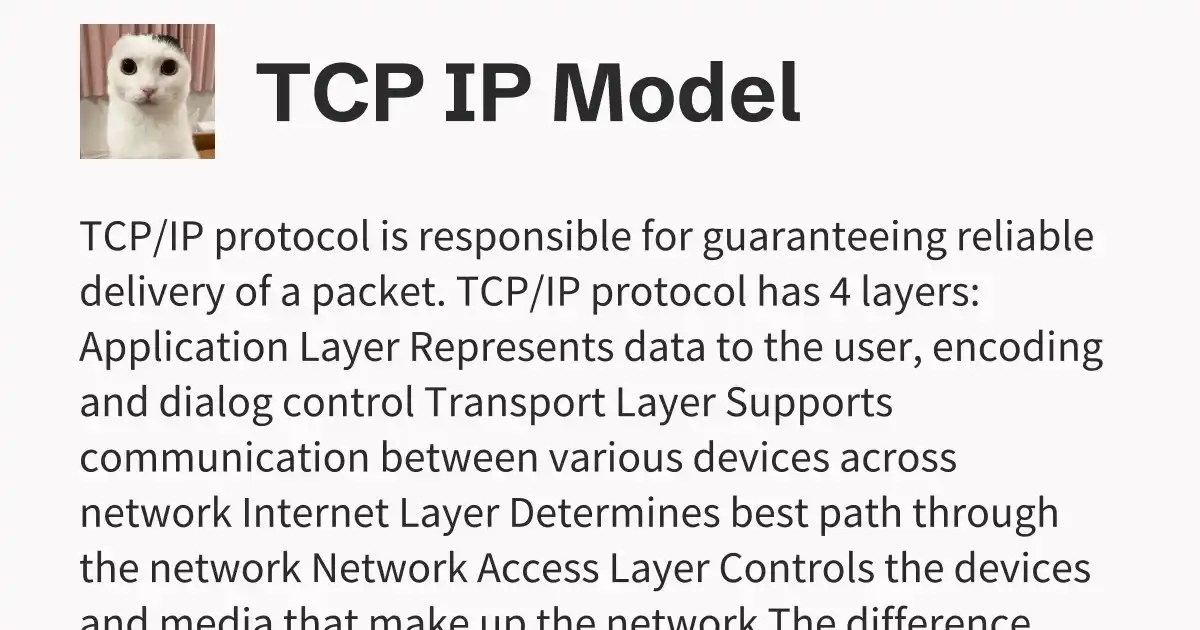 TCP IP Model
TCP/IP protocol is responsible for guaranteeing reliable
delivery of a packet. TCP/IP protocol has 4 layers:
Application Layer Represents data to the user, encoding
and dialog control Transport Layer Supports
communication between various devices across
network Internet Layer Determines best path through
the network Network Access Layer Controls the devices
and media that make up the network The difference